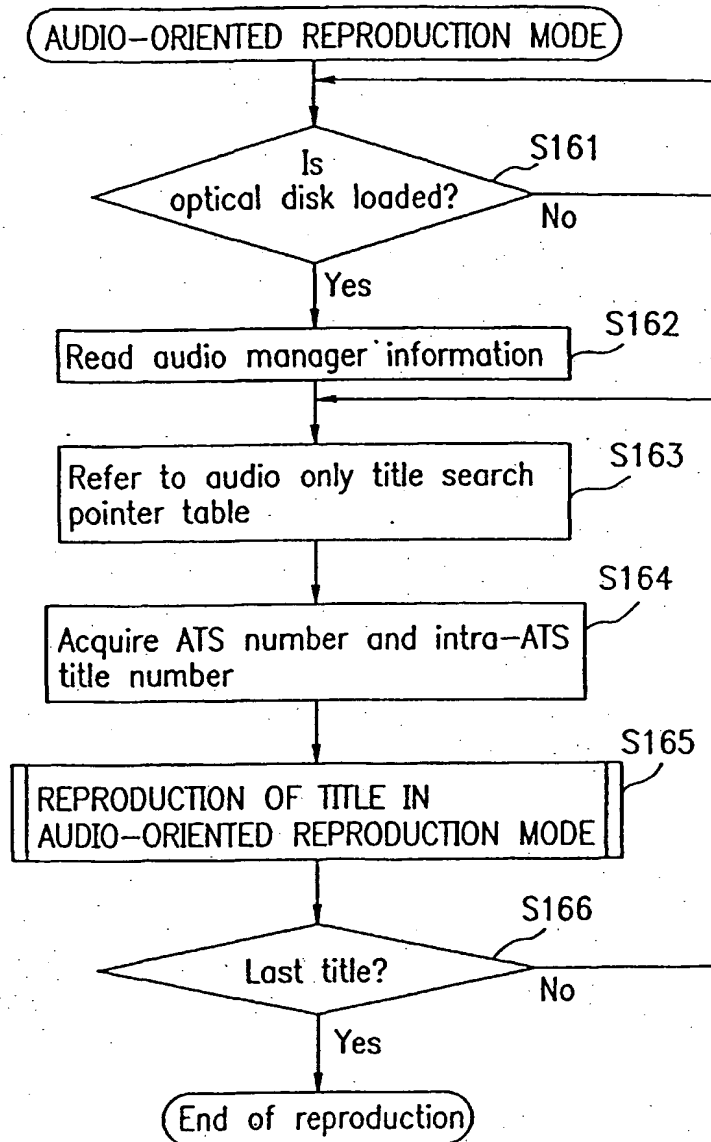 AUDIO-ORIENTED REPRODUCTION MODE
S161
Is
optical disk loaded?
No
Yes
S162
Read audio manager information
S163
Refer to audio only title search
pointer table
S164
Acquire ATS number and intra-ATS
title number
S165
REPRODUCTION OF TITLE IN
AUDIO-ORIENTED REPRODUCTION MODE
S166
Last title?
No
Yes
End of reproduction